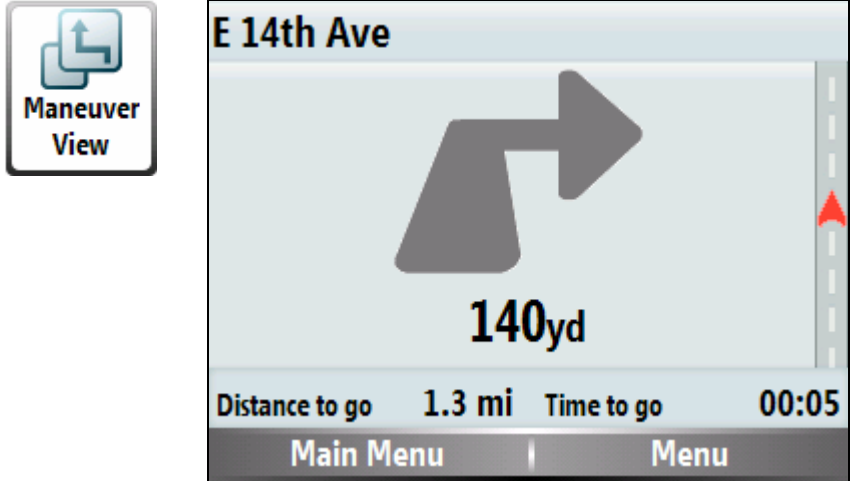 Maneuver
View
E 14th Ave
140yd
Distance to go 1.3 mi Time to go 00:05
Main Menu Menu